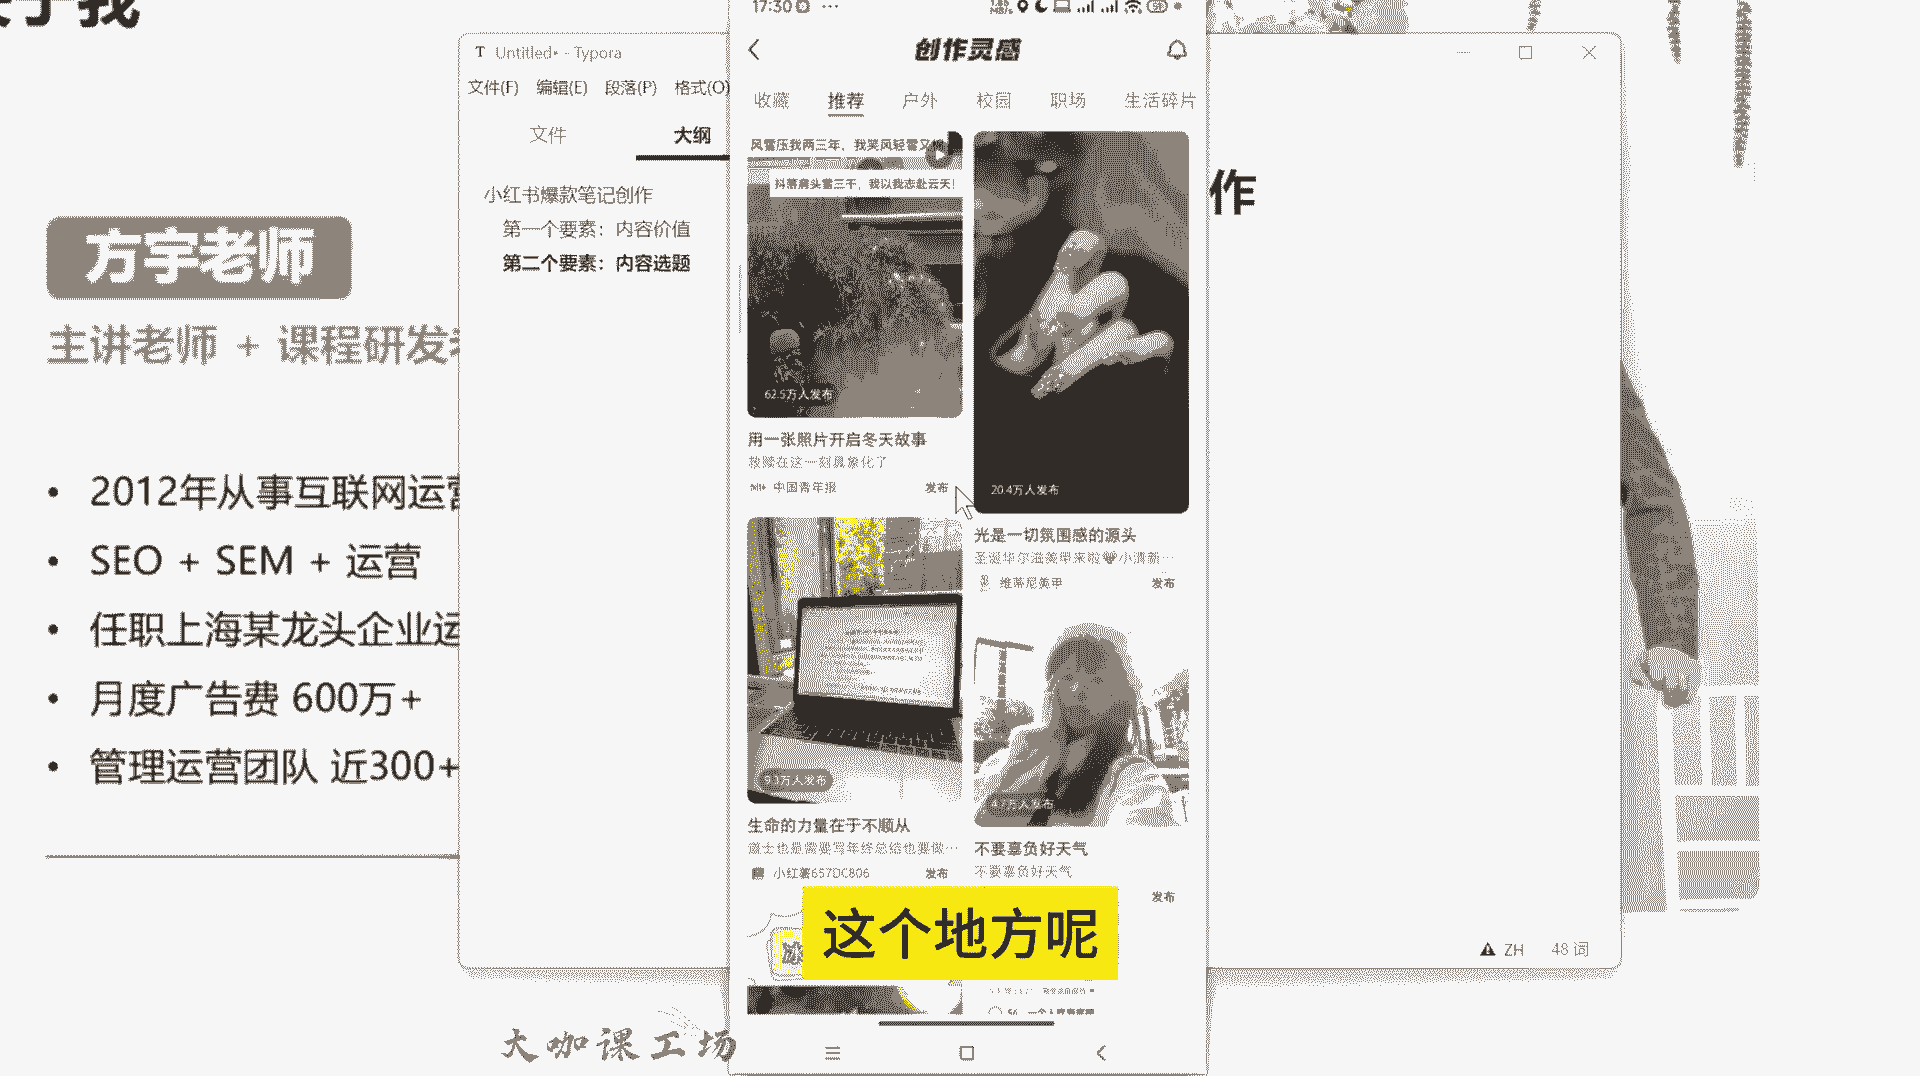 于我
方宇老师
主讲老师 + 课程研发
• 2012年从事互联网运营
• SEO + SEM + 运营
任职上海某龙头企业运
• 月度广告费 600万+
• 管理运营团队 近300+
T Untitled• - Typora
文件(F) 编辑(E) 段落(P) 格式(O)
文件 大纲
小红书爆款笔记创作
第一个要素：内容价值
第二个要素：内容选题
作
ZH 48 词
17:30
创作灵感
收藏 推荐 户外 校园 职场 生活碎片
风雪压我两三年，我笑风轻雪又
抖落肩头雪三千，我以我志赴云天！
62.5万人发布
用一张照片开启冬天故事
救赎在这一刻具象化了
中国青年报 发布
20.4万人发布
光是一切氛围感的源头
圣诞华尔滋美甲来啦 小清新…
维蒂尼美甲 发布
9.1万人发布
生命的力量在于不顺从
道士也是需要写年终总结也要做…
小红薯657DC806 发布
万人发布
不要辜负好天气
不要辜负好天气
发布
这个地方呢
大咖课工场